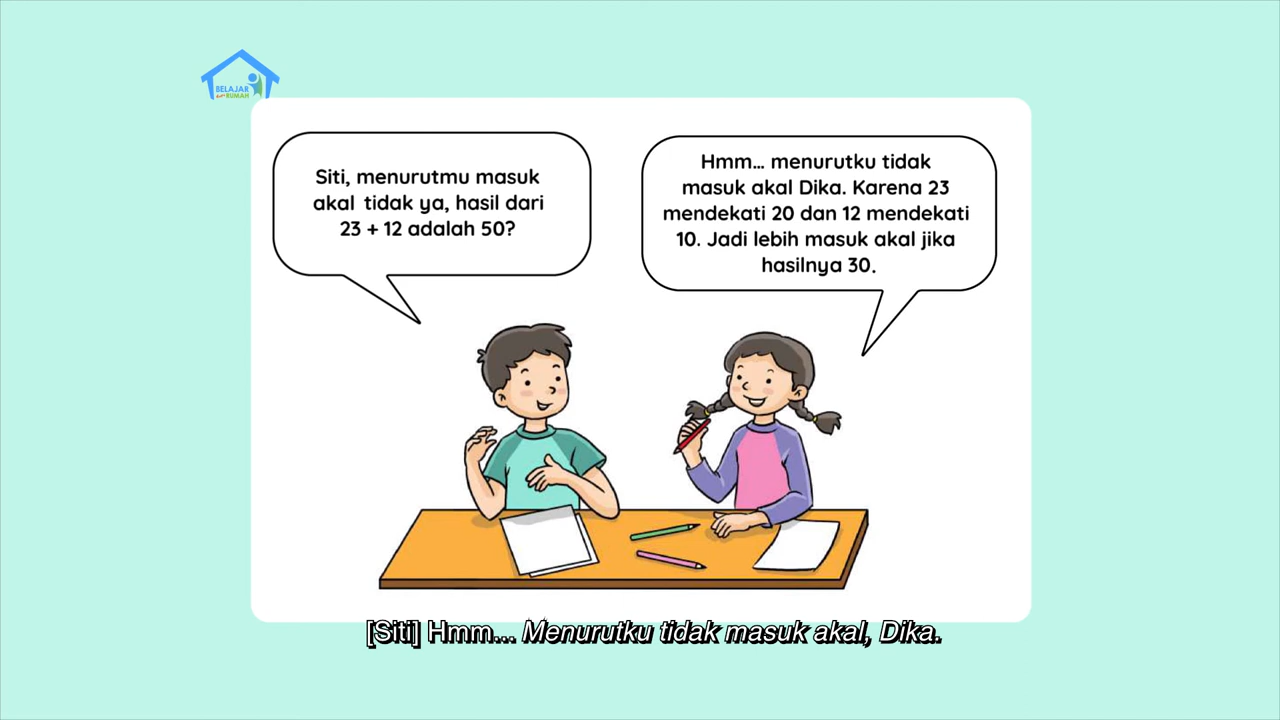 BELAJAR
dari RUMAH
Siti, menurutmu masuk
akal tidak ya, hasil dari
23 + 12 adalah 50?
Hmm... menurutku tidak
masuk akal Dika. Karena 23
mendekati 20 dan 12 mendekati
10. Jadi lebih masuk akal jika
hasilnya 30.
[Siti] Hmm... Menurutku tidak masuk akal, Dika.